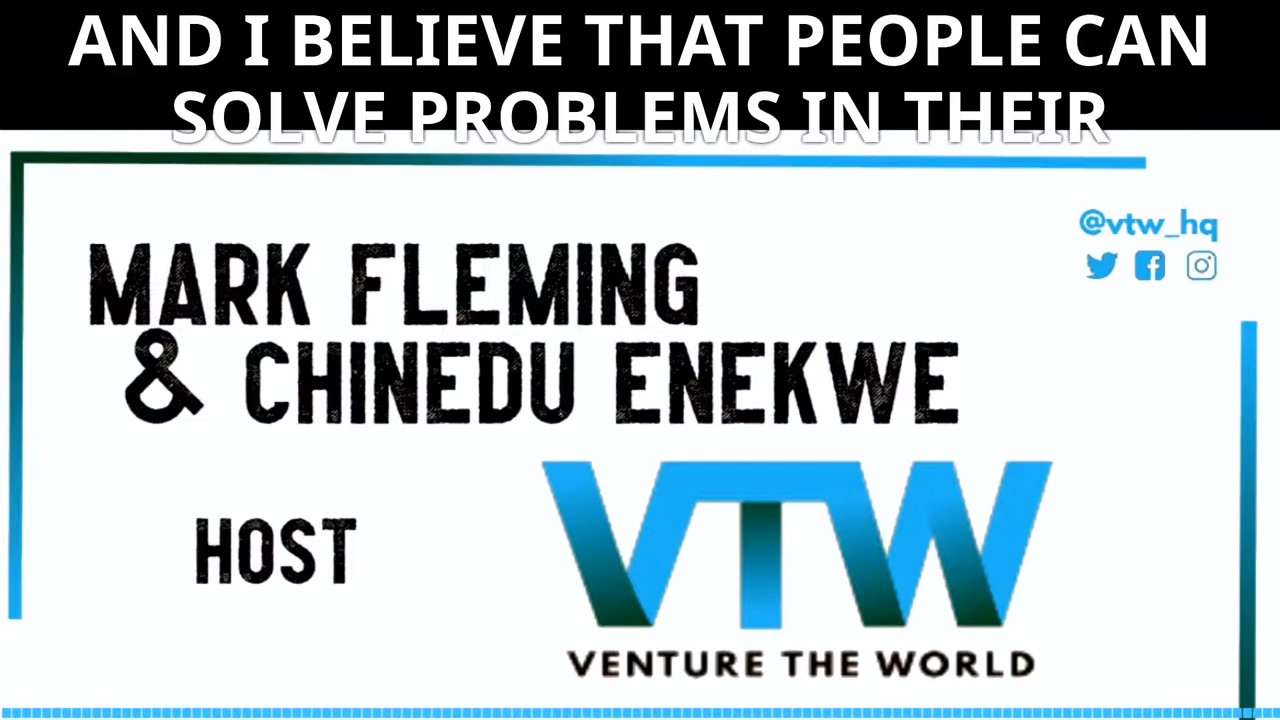 AND I BELIEVE THAT PEOPLE CAN
SOLVE PROBLEMS IN THEIR
@vtw_hq
MARK FLEMING
& CHINEDU ENEKWE
HOST
VTW
VENTURE THE WORLD